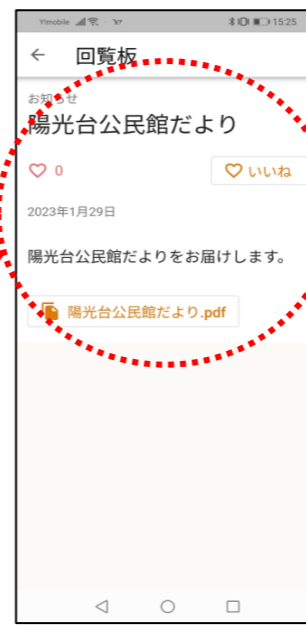 Y!mobile
15:25
回覧板
お知らせ
陽光台公民館だより
0
いいね
2023年1月29日
陽光台公民館だよりをお届けします。
陽光台公民館だより.pdf